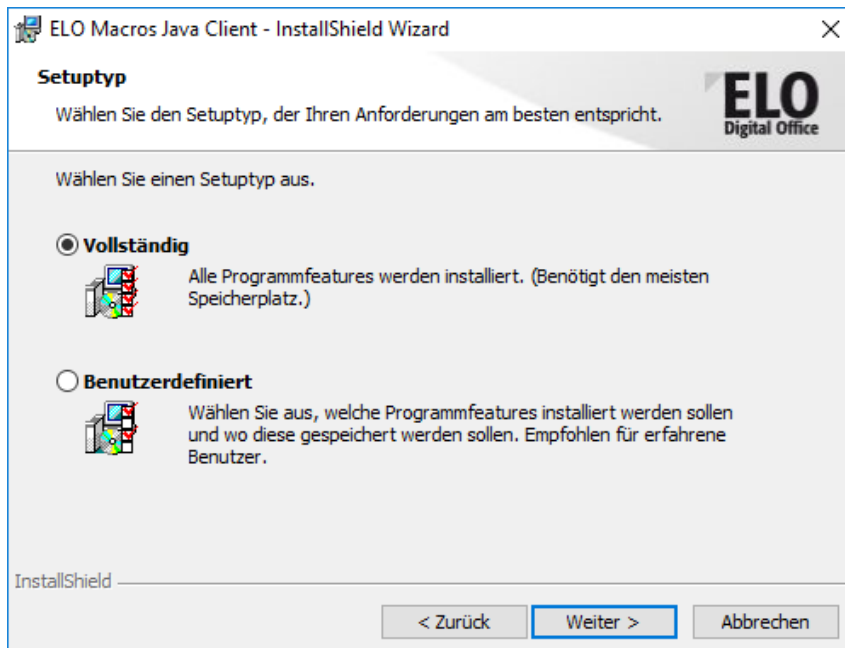 ELO Macros Java Client - InstallShield Wizard
Setuptyp
Wählen Sie den Setuptyp, der Ihren Anforderungen am besten entspricht.
ELO
Digital Office
Wählen Sie einen Setuptyp aus.
Vollständig
Alle Programmfeatures werden installiert. (Benötigt den meisten
Speicherplatz.)
Benutzerdefiniert
Wählen Sie aus, welche Programmfeatures installiert werden sollen
und wo diese gespeichert werden sollen. Empfohlen für erfahrene
Benutzer.
InstallShield
< Zurück Weiter > Abbrechen